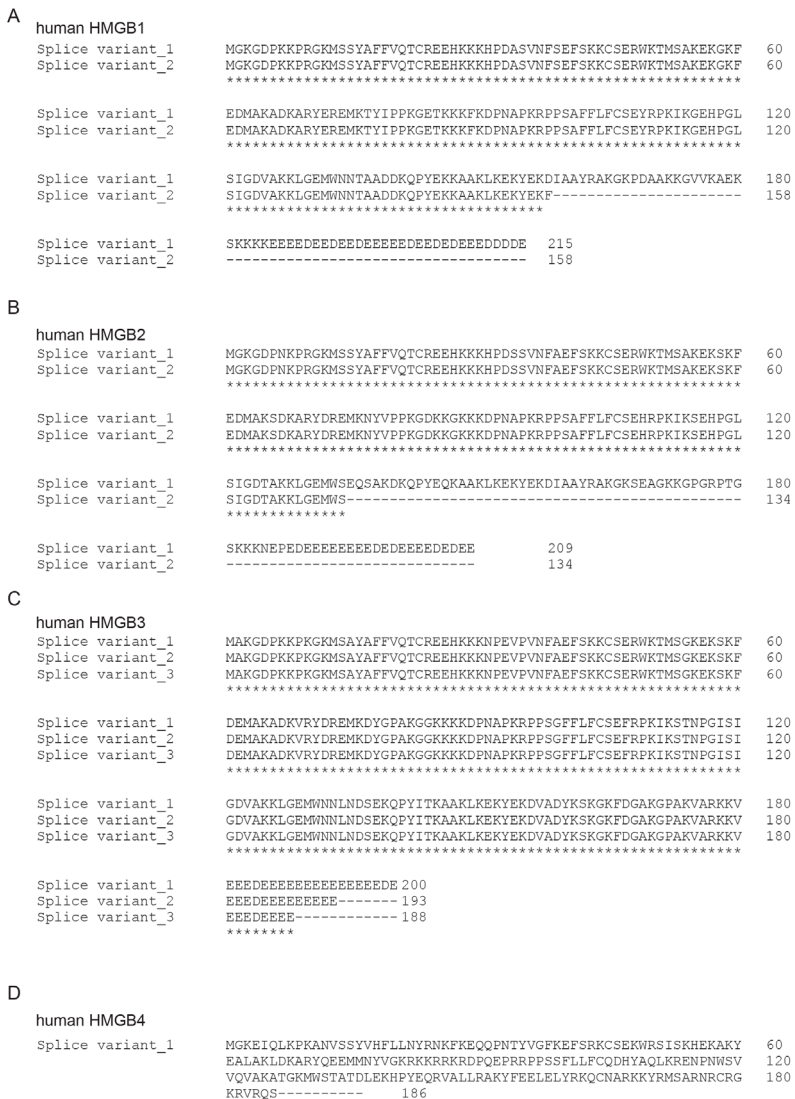 A
human HMGB1
Splice variant_1 MGKGDPKKPRGKMSSYAFFVQTCREEHKKKHPDASVNFSEFSKKCSERWKTMSAKEKGKF 60
Splice variant_2 MGKGDPKKPRGKMSSYAFFVQTCREEHKKKHPDASVNFSEFSKKCSERWKTMSAKEKGKF 60
************************************************************
Splice variant_1 EDMAKADKARYEREMKTYIPPKGETKKKFKDPNAPKRPPSAFFLFCSEYRPKIKGEHPGL 120
Splice variant_2 EDMAKADKARYEREMKTYIPPKGETKKKFKDPNAPKRPPSAFFLFCSEYRPKIKGEHPGL 120
************************************************************
Splice variant_1 SIGDVAKKLGEMWNNTAADDKQPYEKKAAKLKEKYEKDIAAYRAKGKPDAAKKGVVKAEK 180
Splice variant_2 SIGDVAKKLGEMWNNTAADDKQPYEKKAAKLKEKYEKF---------------------- 158
*************************************
Splice variant_1 SKKKKEEEEDEEDEEDEEEEEDEEDEDEEEDDDDE 215
Splice variant_2 ----------------------------------- 158
B
human HMGB2
Splice variant_1 MGKGDPNKPRGKMSSYAFFVQTCREEHKKKHPDSSVNFAEFSKKCSERWKTMSAKEKSKF 60
Splice variant_2 MGKGDPNKPRGKMSSYAFFVQTCREEHKKKHPDSSVNFAEFSKKCSERWKTMSAKEKSKF 60
************************************************************
Splice variant_1 EDMAKSDKARYDREMKNYVPPKGDKKGKKKDPNAPKRPPSAFFLFCSEHRPKIKSEHPGL 120
Splice variant_2 EDMAKSDKARYDREMKNYVPPKGDKKGKKKDPNAPKRPPSAFFLFCSEHRPKIKSEHPGL 120
************************************************************
Splice variant_1 SIGDTAKKLGEMWSEQSAKDKQPYEQKAAKLKEKYEKDIAAYRAKGKSEAGKKGPGRPTG 180
Splice variant_2 SIGDTAKKLGEMWS---------------------------------------------- 134
**************
Splice variant_1 SKKKNEPEDEEEEEEEEDEDEEEEDEDEE 209
Splice variant_2 ----------------------------- 134
C
human HMGB3
Splice variant_1 MAKGDPKKPKGKMSAYAFFVQTCREEHKKKNPEVPVNFAEFSKKCSERWKTMSGKEKSKF 60
Splice variant_2 MAKGDPKKPKGKMSAYAFFVQTCREEHKKKNPEVPVNFAEFSKKCSERWKTMSGKEKSKF 60
Splice variant_3 MAKGDPKKPKGKMSAYAFFVQTCREEHKKKNPEVPVNFAEFSKKCSERWKTMSGKEKSKF 60
************************************************************
Splice variant_1 DEMAKADKVRYDREMKDYGPAKGGKKKKDPNAPKRPPSGFFLFCSEFRPKIKSTNPGISI 120
Splice variant_2 DEMAKADKVRYDREMKDYGPAKGGKKKKDPNAPKRPPSGFFLFCSEFRPKIKSTNPGISI 120
Splice variant_3 DEMAKADKVRYDREMKDYGPAKGGKKKKDPNAPKRPPSGFFLFCSEFRPKIKSTNPGISI 120
************************************************************
Splice variant_1 GDVAKKLGEMWNNLNDSEKQPYITKAAKLKEKYEKDVADYKSKGKFDGAKGPAKVARKKV 180
Splice variant_2 GDVAKKLGEMWNNLNDSEKQPYITKAAKLKEKYEKDVADYKSKGKFDGAKGPAKVARKKV 180
Splice variant_3 GDVAKKLGEMWNNLNDSEKQPYITKAAKLKEKYEKDVADYKSKGKFDGAKGPAKVARKKV 180
************************************************************
Splice variant_1 EEEDEEEEEEEEEEEEEEDE 200
Splice variant_2 EEEDEEEEEEEEE------- 193
Splice variant_3 EEEDEEEE------------ 188
********
D
human HMGB4
Splice variant_1 MGKEIQLKPKANVSSYVHFLLNYRNKFKEQQPNTYVGFKEFSRKCSEKWRSISKHEKAKY 60
EALAKLDKARYQEEMMNYVGKRKKRRKRDPQEPRRPPSSFLLFCQDHYAQLKRENPNWSV 120
VQVAKATGKMWSTATDLEKHPYEQRVALLRAKYFEELELYRKQCNARKKYRMSARNRCRG 180
KRVRQS---------- 186